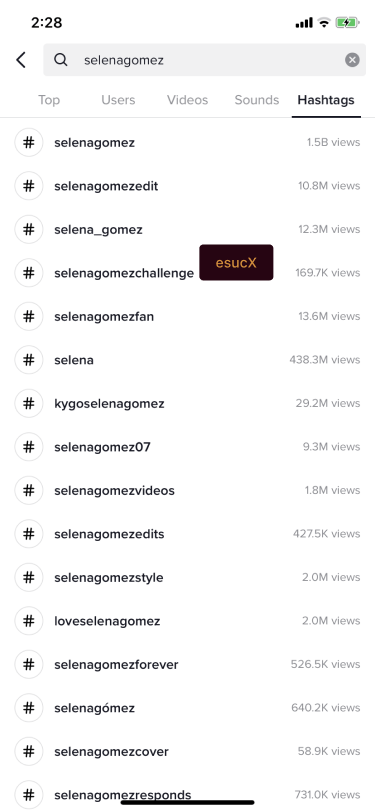 2:28
selenagomez
Top Users Videos Sounds Hashtags
# selenagomez 1.5B views
# selenagomezedit 10.8M views
# selena_gomez 12.3M views
esucX
# selenagomezchallenge 169.7K views
# selenagomezfan 13.6M views
# selena 438.3M views
# kygoselenagomez 29.2M views
# selenagomez07 9.3M views
# selenagomezvideos 1.8M views
# selenagomezedits 427.5K views
# selenagomezstyle 2.0M views
# loveselenagomez 2.0M views
# selenagomezforever 526.5K views
# selenagómez 640.2K views
# selenagomezcover 58.9K views
# selenagomezresponds 731.0K views